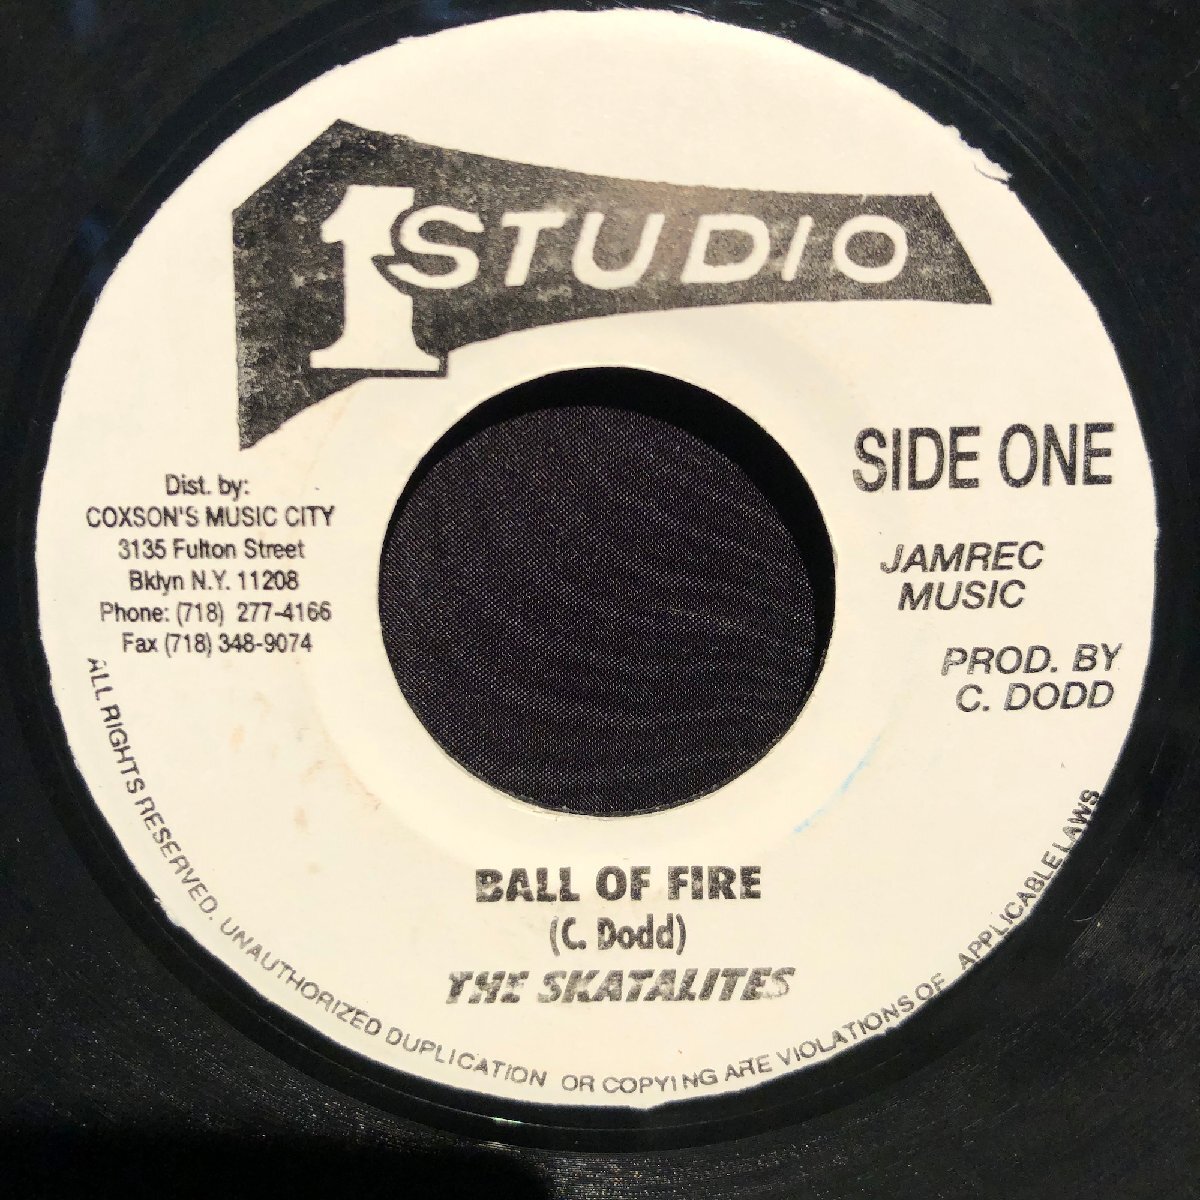 1 STUDIO
SIDE ONE
Dist. by:
COXSON'S MUSIC CITY
3135 Fulton Street
Bklyn N.Y. 11208
Phone: (718) 277-4166
Fax (718) 348-9074
JAMREC
MUSIC
PROD. BY
C. DODD
BALL OF FIRE
(C. Dodd)
THE SKATALITES
ALL RIGHTS RESERVED. UNAUTHORIZED DUPLICATION OR COPYING ARE VIOLATIONS OF APPLICABLE LAWS